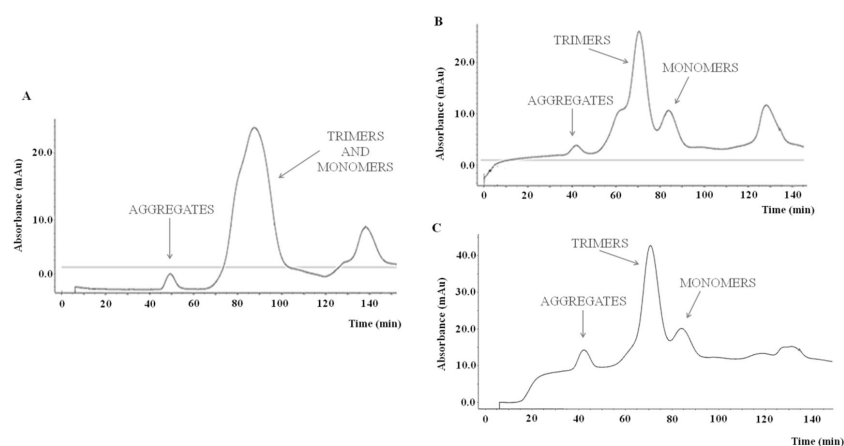 A
Absorbance (mAu)
20.0
10.0
0.0
AGGREGATES
TRIMERS
AND
MONOMERS
0 20 40 60 80 100 120 140
Time (min)
B
Absorbance (mAu)
20.0
10.0
0.0
TRIMERS
MONOMERS
AGGREGATES
0 20 40 60 80 100 120 140
Time (min)
C
Absorbance (mAu)
40.0
30.0
20.0
10.0
0.0
TRIMERS
AGGREGATES
MONOMERS
20 40 60 80 100 120 140
Time (min)